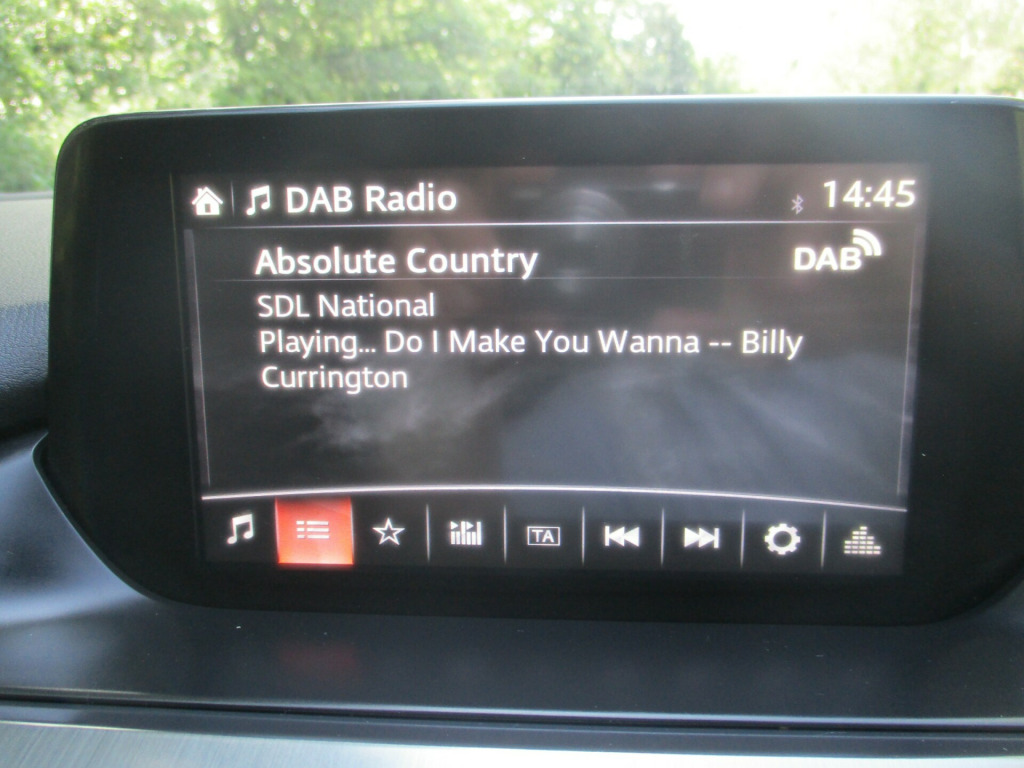 DAB Radio 14:45
Absolute Country DAB
SDL National
Playing... Do I Make You Wanna -- Billy
Currington
TA